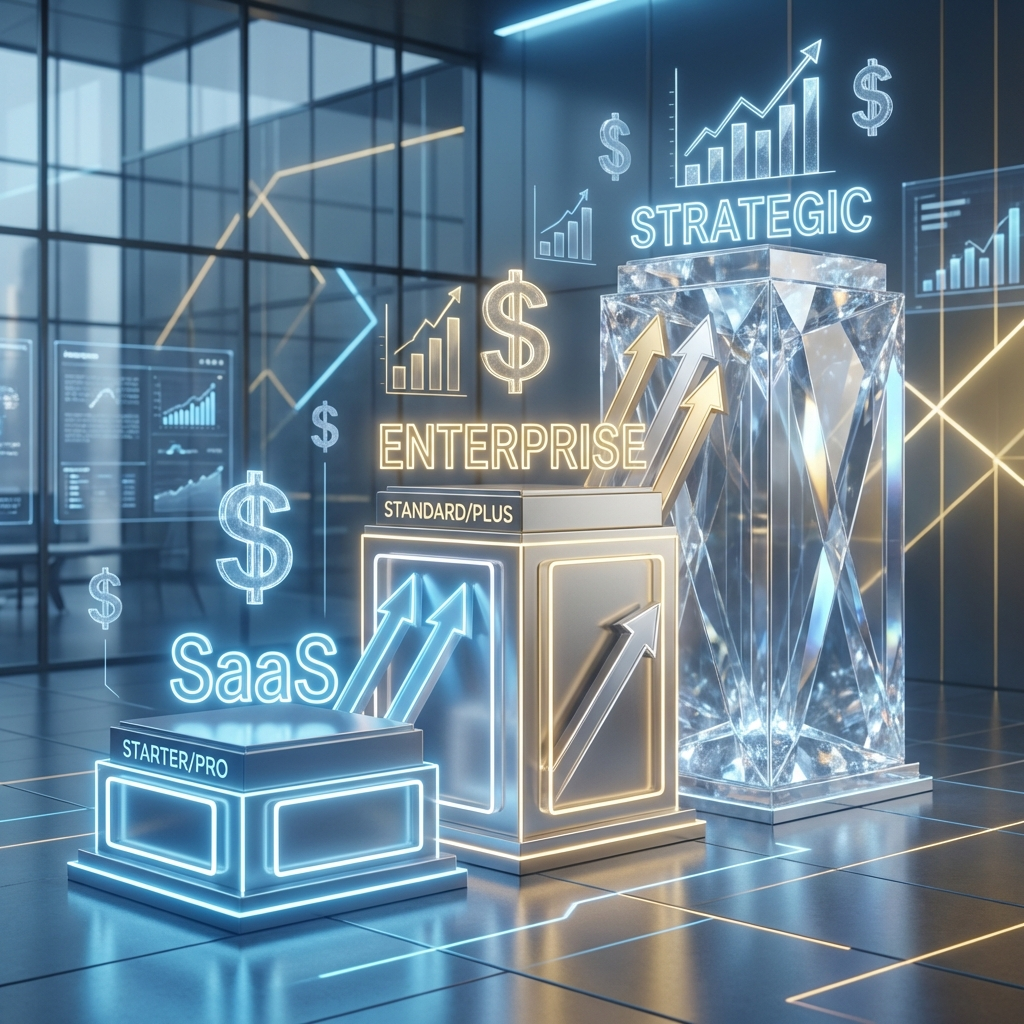 STRATEGIC
ENTERPRISE
STANDARD/PLUS
SaaS
STARTER/PRO
$
$
$
$
$
$